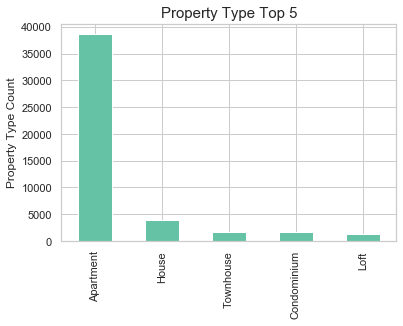 Property Type Top 5
Property Type Count
40000
35000
30000
25000
20000
15000
10000
5000
0
Apartment
House
Townhouse
Condominium
Loft